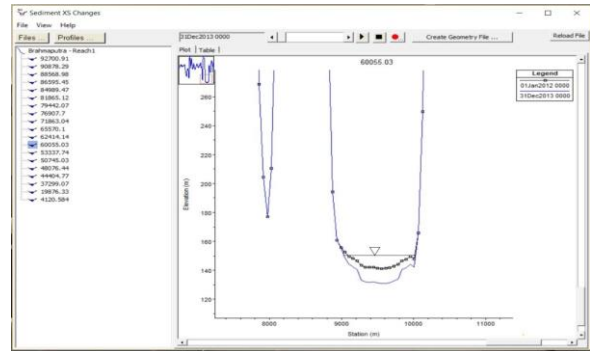 Sediment XS Changes
File View Help
Files ... Profiles ...
31Dec2013 0000
Create Geometry File ...
Reload File
Plot Table
Brahmaputra - Reach1
92700.91
90878.29
88568.98
86595.45
84989.47
81865.12
79442.07
76907.7
71863.04
65570.1
62414.14
60055.03
53337.74
50745.03
48076.44
44404.77
37299.07
19876.33
4120.584
60055.03
Legend
01Jan2012 0000
31Dec2013 0000
Elevation (m)
260
240
220
200
180
160
140
120
8000
9000
10000
11000
Station (m)